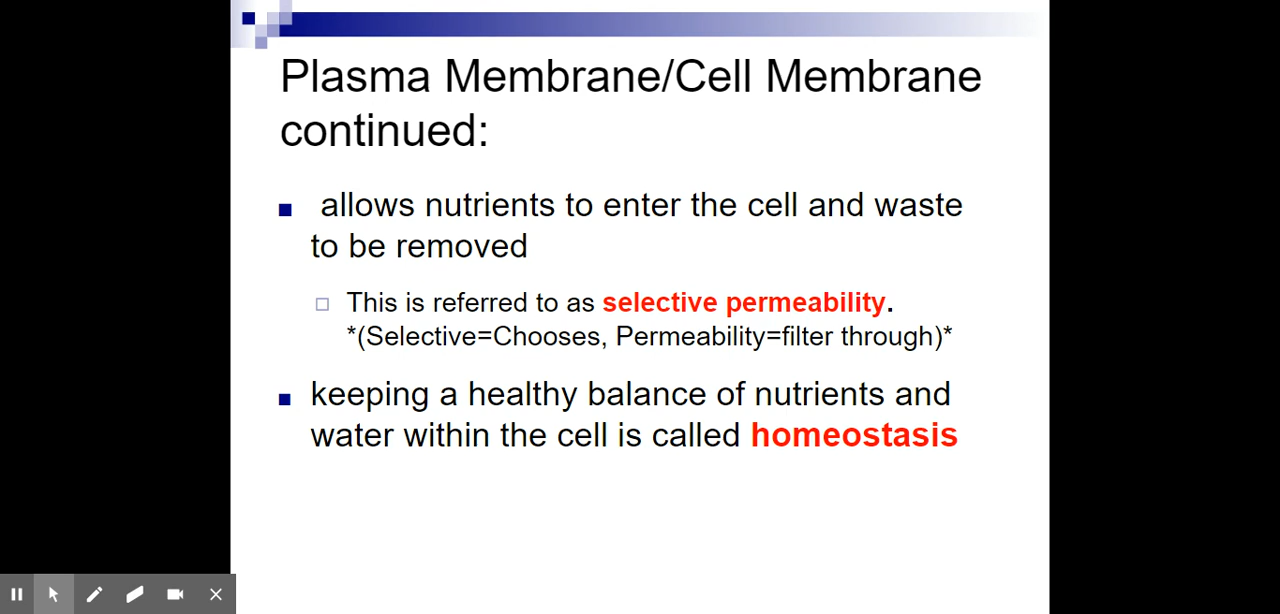 Plasma Membrane/Cell Membrane
continued:
allows nutrients to enter the cell and waste
to be removed
This is referred to as selective permeability.
*(Selective=Chooses, Permeability=filter through)*
keeping a healthy balance of nutrients and
water within the cell is called homeostasis